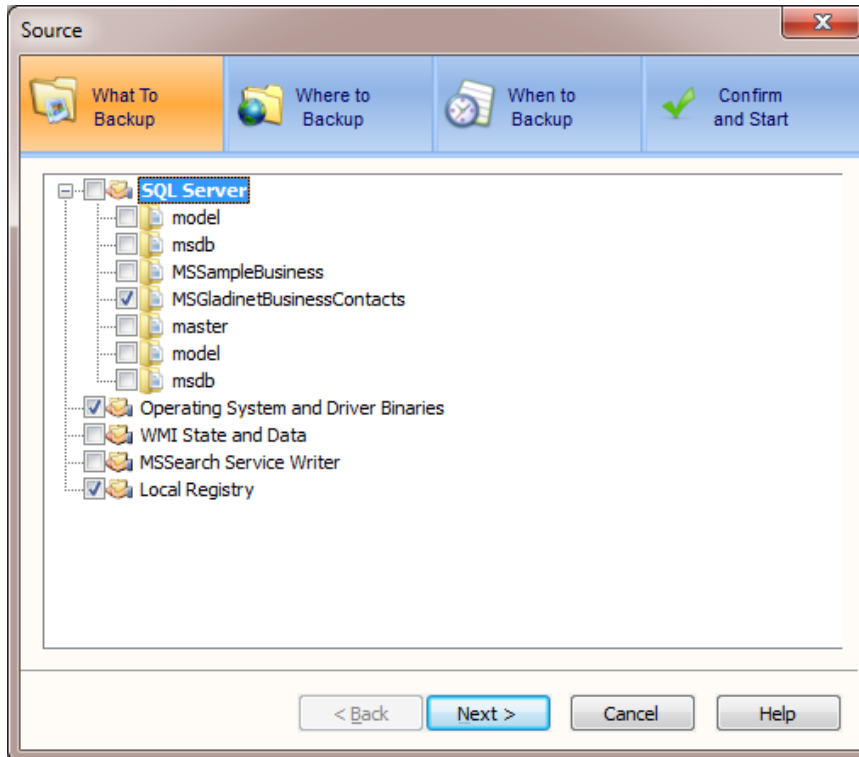 Source
What To
Backup
Where to
Backup
When to
Backup
Confirm
and Start
SQL Server
model
msdb
MSSampleBusiness
MSGladinetBusinessContacts
master
model
msdb
Operating System and Driver Binaries
WMI State and Data
MSSearch Service Writer
Local Registry
< Back
Next >
Cancel
Help